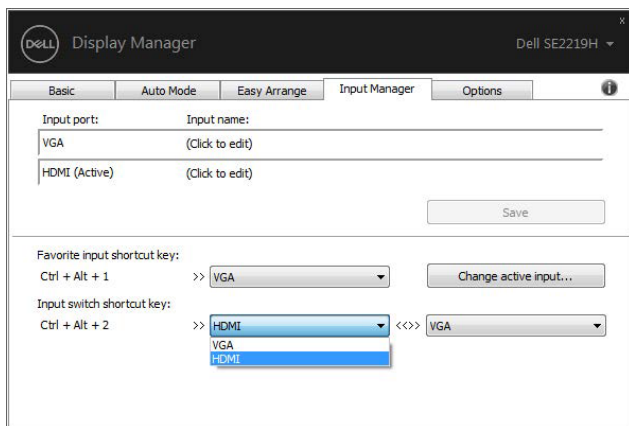 x
DELL Display Manager Dell SE2219H
Basic Auto Mode Easy Arrange Input Manager Options i
Input port: Input name:
VGA (Click to edit)
HDMI (Active) (Click to edit)
Save
Favorite input shortcut key:
Ctrl + Alt + 1 >> VGA Change active input...
Input switch shortcut key:
Ctrl + Alt + 2 >> HDMI <<>> VGA
VGA
HDMI